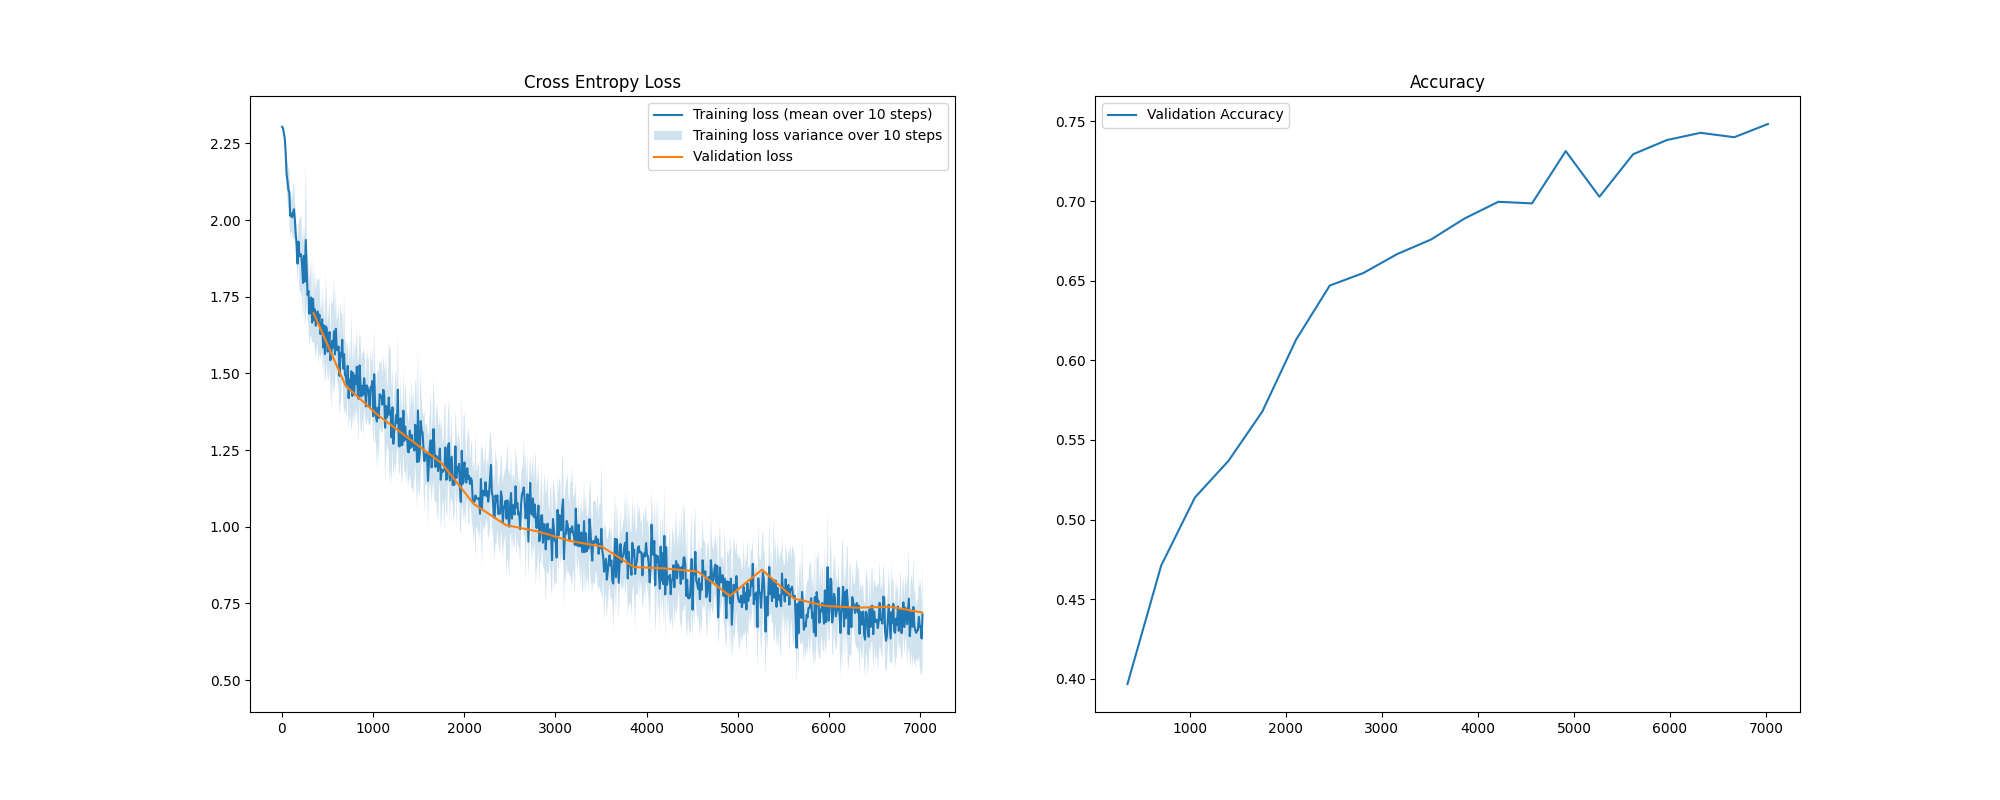 Cross Entropy Loss
Training loss (mean over 10 steps)
Training loss variance over 10 steps
Validation loss
2.25
2.00
1.75
1.50
1.25
1.00
0.75
0.50
0 1000 2000 3000 4000 5000 6000 7000
Accuracy
Validation Accuracy
0.75
0.70
0.65
0.60
0.55
0.50
0.45
0.40
1000 2000 3000 4000 5000 6000 7000